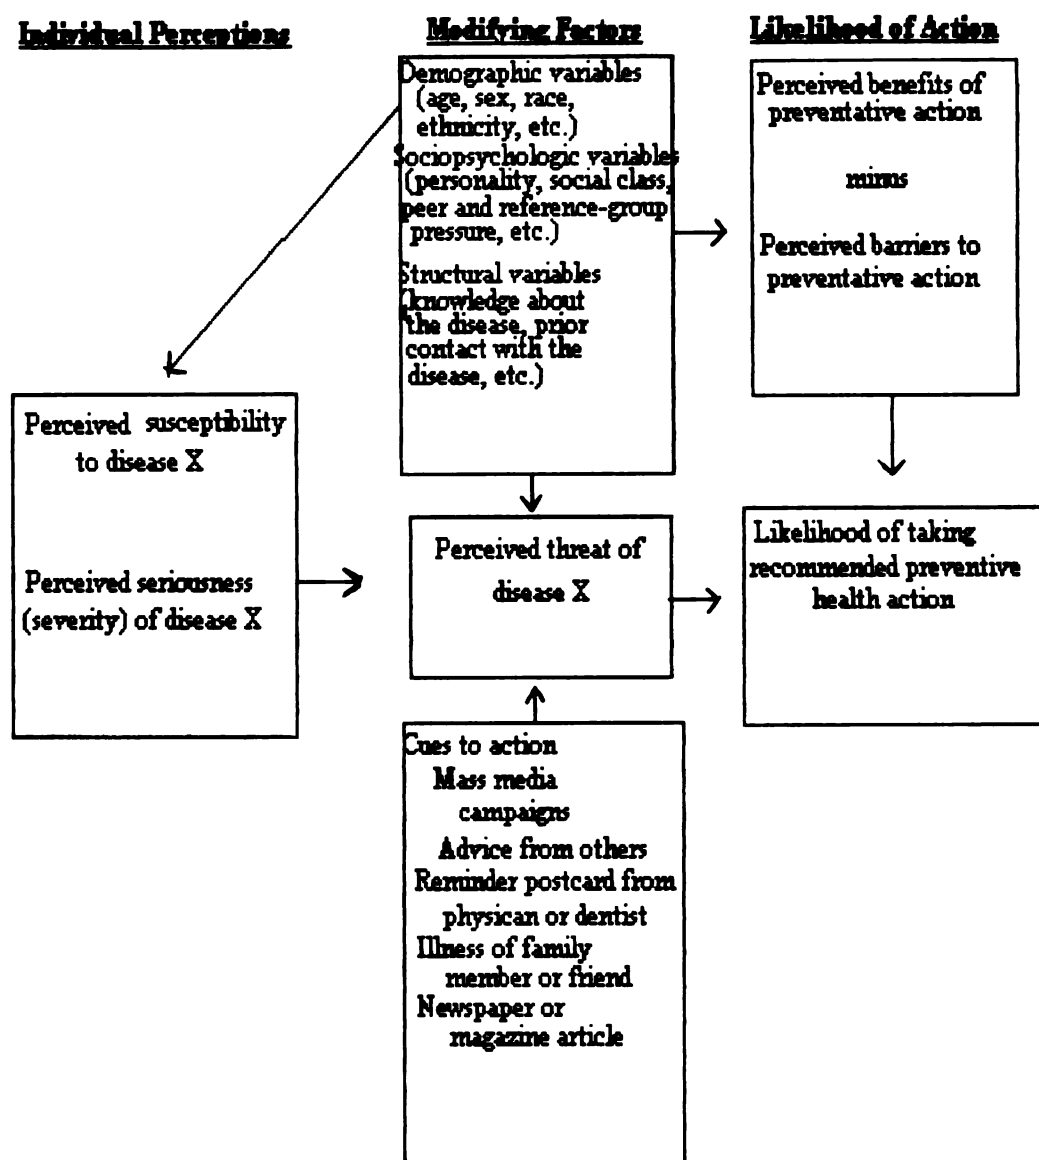 Individual Perceptions
Modifying Factors
Likelihood of Action
Demographic variables
(age, sex, race,
ethnicity, etc.)
Sociopsychologic variables
(personality, social class,
peer and reference-group
pressure, etc.)
Structural variables
(knowledge about
the disease, prior
contact with the
disease, etc.)
Perceived benefits of
preventative action
minus
Perceived barriers to
preventative action
Perceived susceptibility
to disease X
Perceived seriousness
(severity) of disease X
Perceived threat of
disease X
Likelihood of taking
recommended preventive
health action
Cues to action
Mass media
campaigns
Advice from others
Reminder postcard from
physican or dentist
Illness of family
member or friend
Newspaper or
magazine article